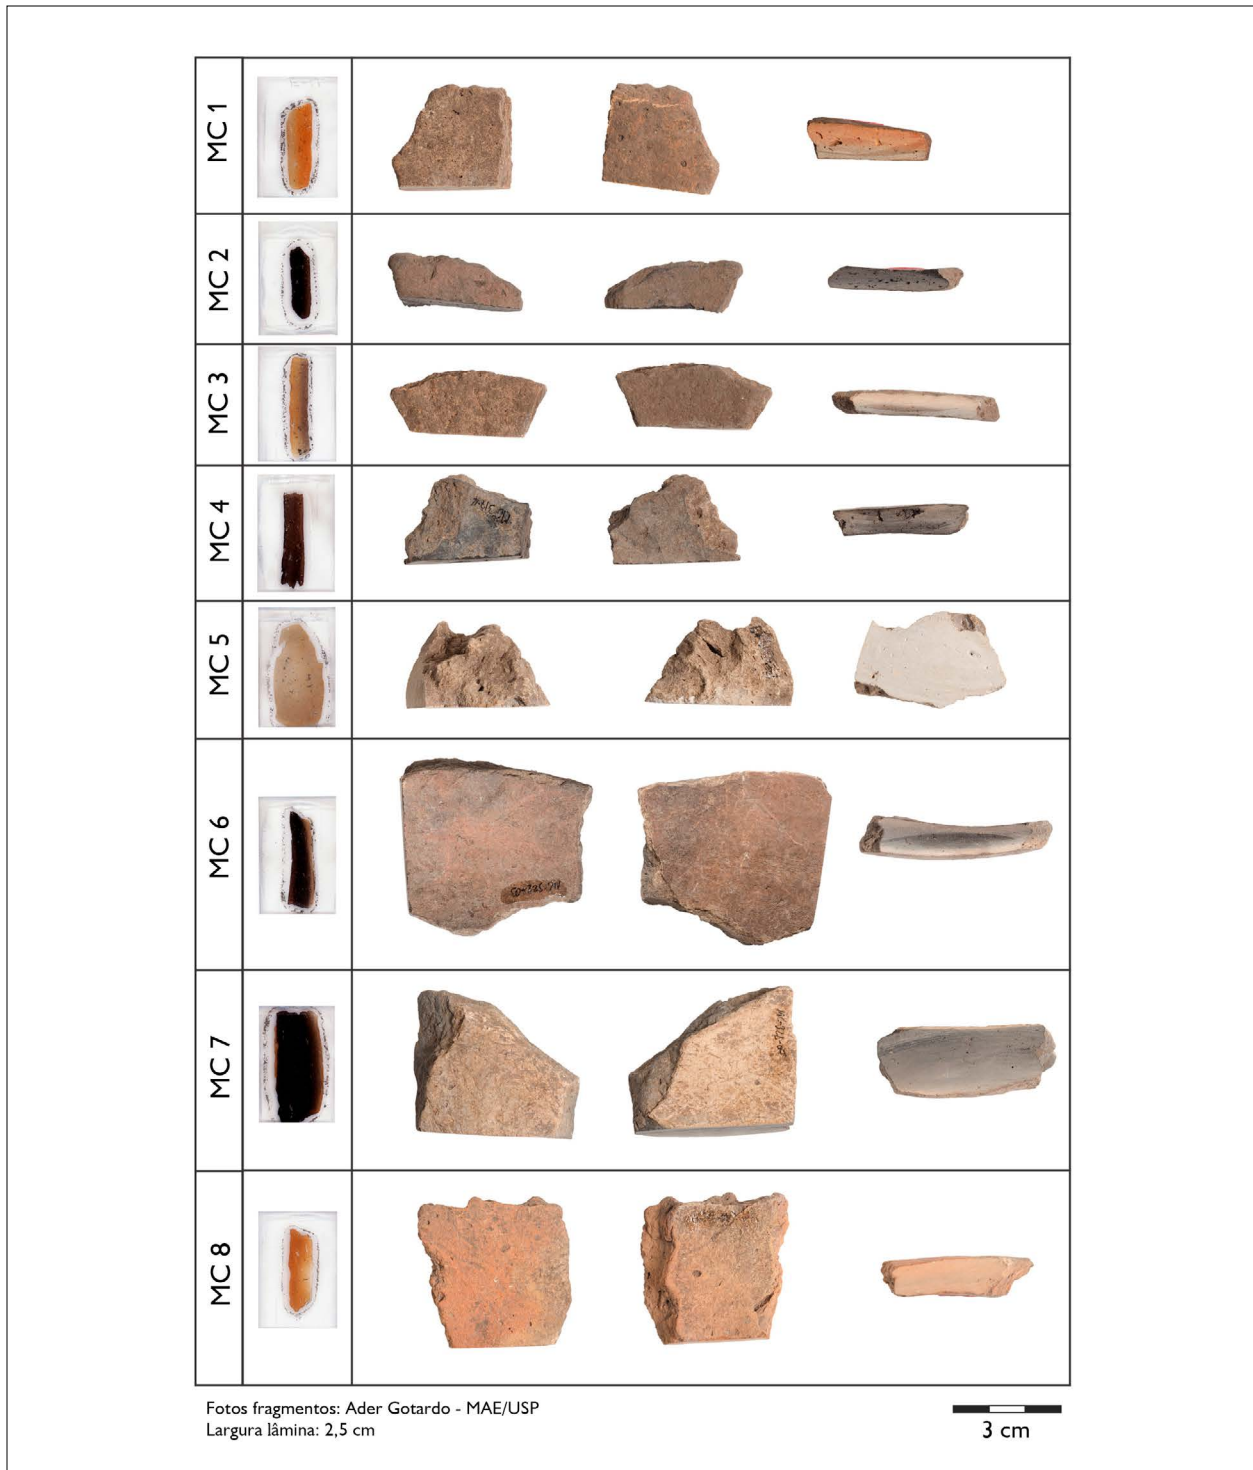 MC 1
MC 2
MC 3
MC 4
MC 5
MC 6
MC 7
MC 8
Fotos fragmentos: Ader Gotardo - MAE/USP
Largura lâmina: 2,5 cm
3 cm